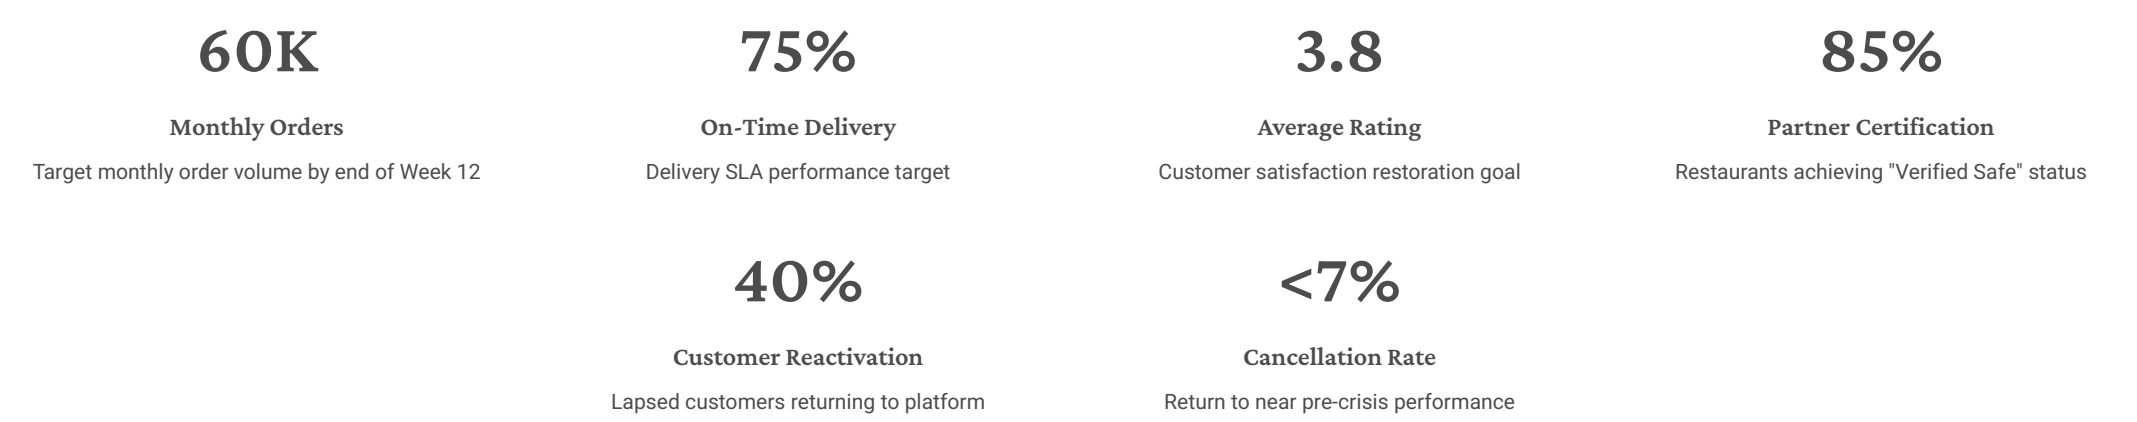 60K
Monthly Orders
Target monthly order volume by end of Week 12
75%
On-Time Delivery
Delivery SLA performance target
3.8
Average Rating
Customer satisfaction restoration goal
85%
Partner Certification
Restaurants achieving "Verified Safe" status
40%
Customer Reactivation
Lapsed customers returning to platform
<7%
Cancellation Rate
Return to near pre-crisis performance